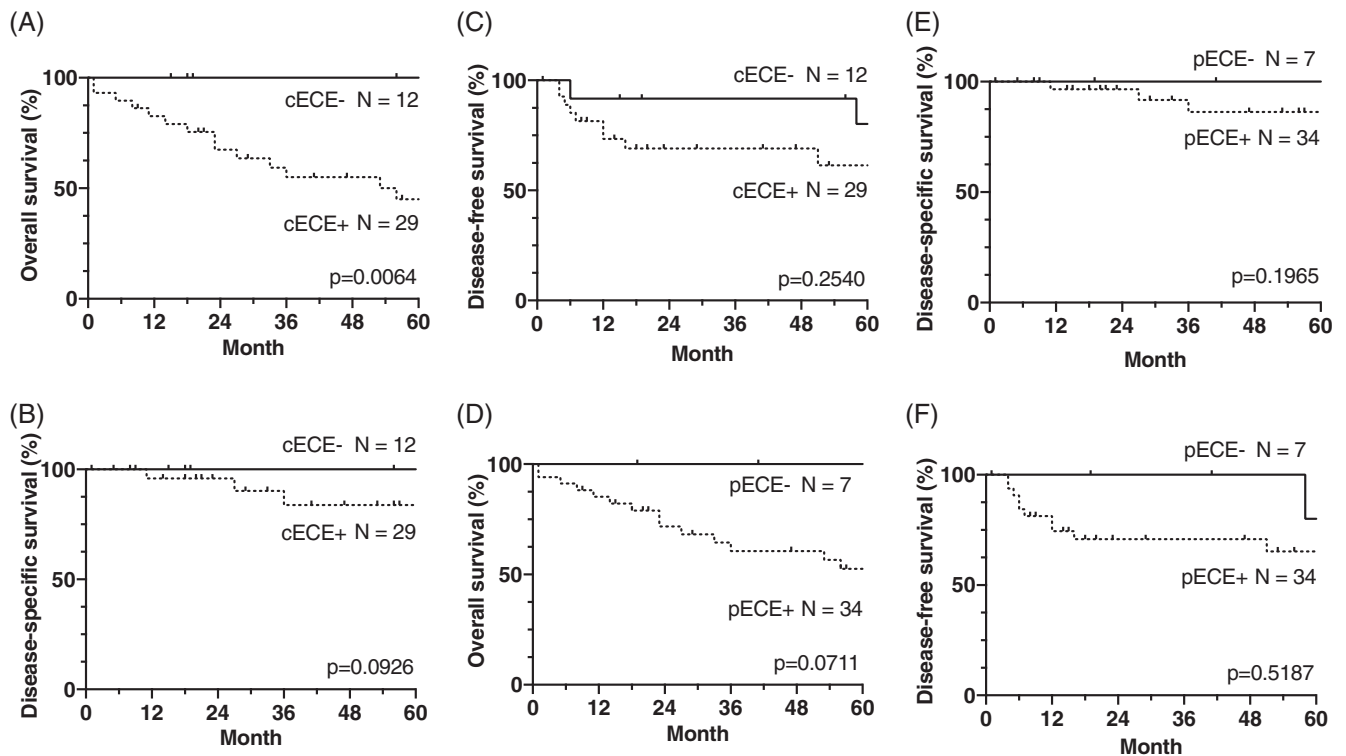 (A)
Overall survival (%)
100
50
0
cECE- N = 12
cECE+ N = 29
p=0.0064
0 12 24 36 48 60
Month
(B)
Disease-specific survival (%)
100
50
0
cECE- N = 12
cECE+ N = 29
p=0.0926
0 12 24 36 48 60
Month
(C)
Disease-free survival (%)
100
50
0
cECE- N = 12
cECE+ N = 29
p=0.2540
0 12 24 36 48 60
Month
(D)
Overall survival (%)
100
50
0
pECE- N = 7
pECE+ N = 34
p=0.0711
0 12 24 36 48 60
Month
(E)
Disease-specific survival (%)
100
50
0
pECE- N = 7
pECE+ N = 34
p=0.1965
0 12 24 36 48 60
Month
(F)
Disease-free survival (%)
100
50
0
pECE- N = 7
pECE+ N = 34
p=0.5187
0 12 24 36 48 60
Month